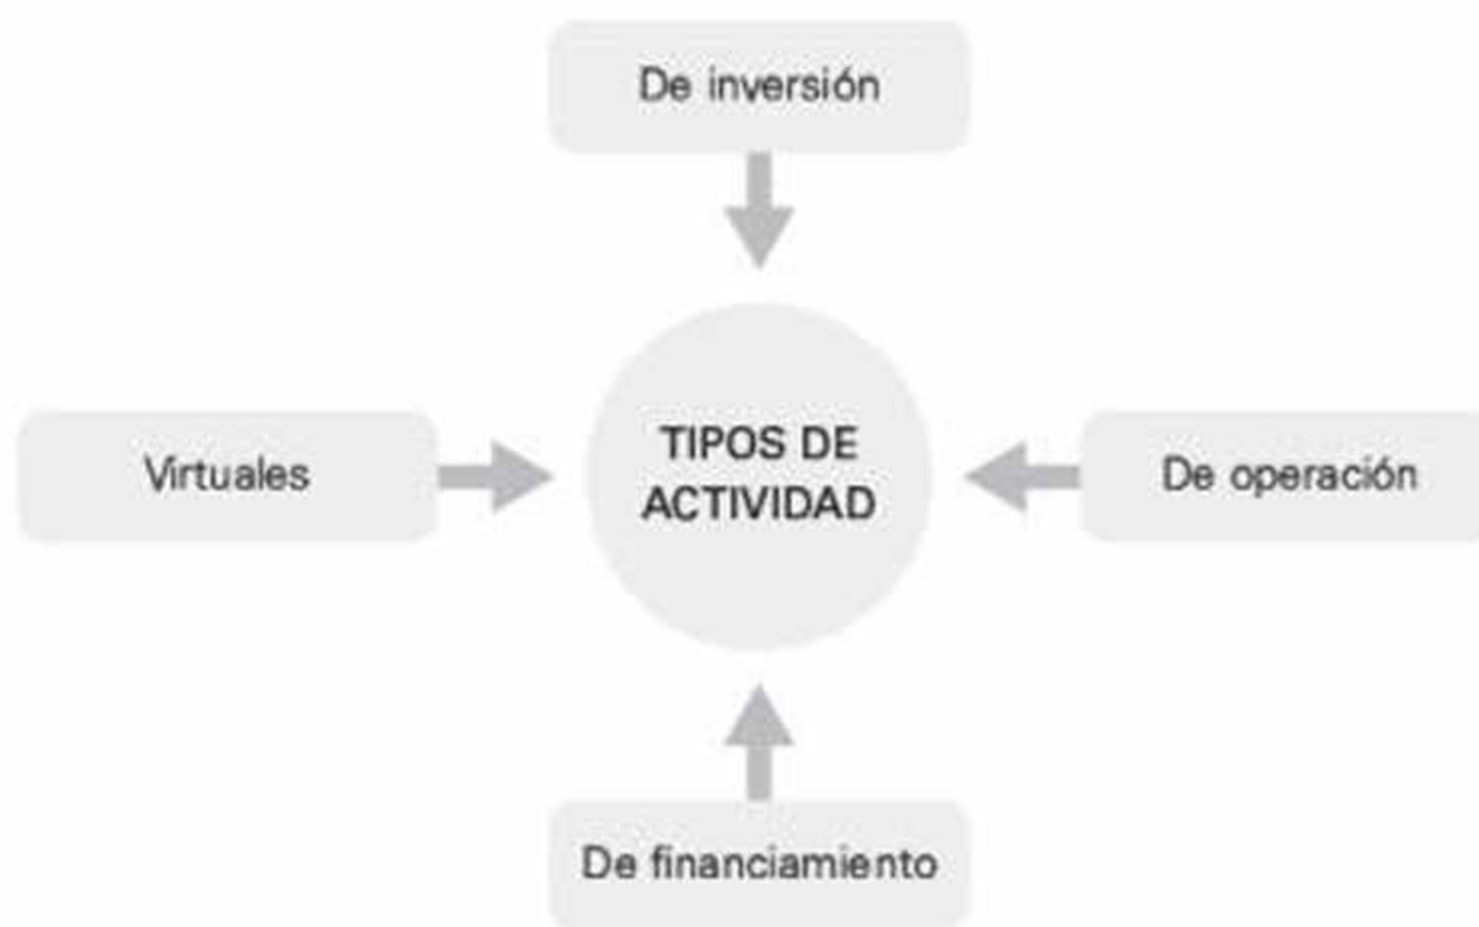 De inversión
Virtuales
TIPOS DE
ACTIVIDAD
De operación
De financiamiento